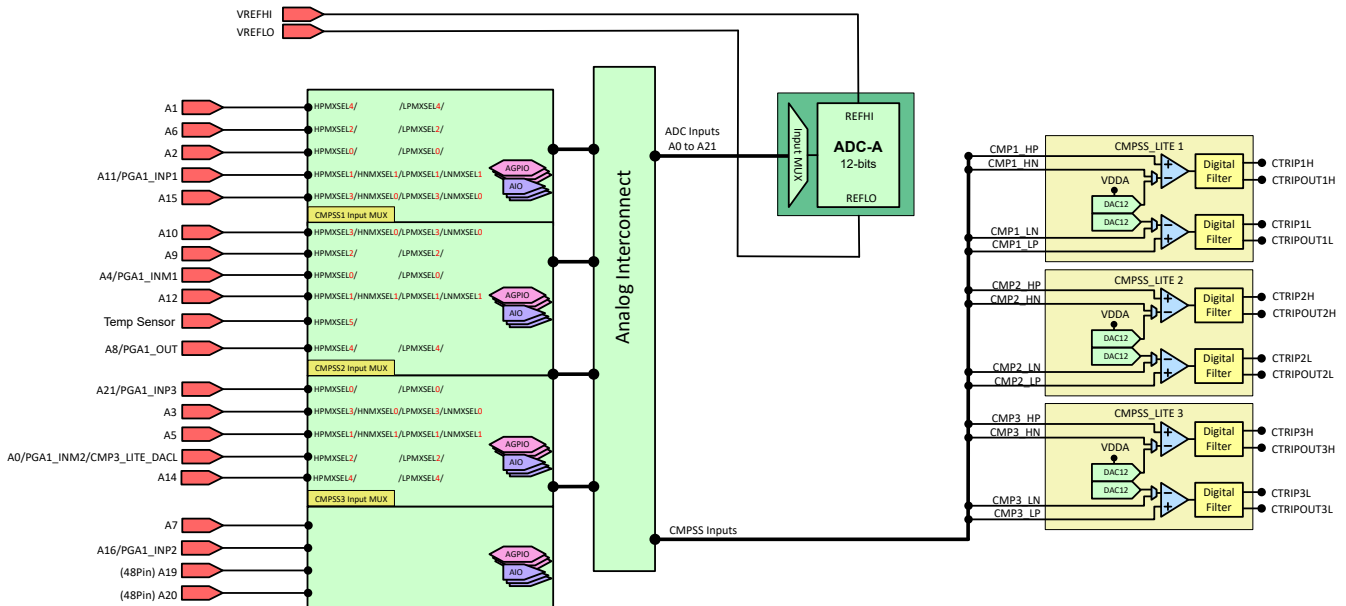 VREFHI
VREFLO
A1
HPMXSEL4/ /LPMXSEL4/
A6
HPMXSEL2/ /LPMXSEL2/
A2
HPMXSEL0/ /LPMXSEL0/
A11/PGA1_INP1
HPMXSEL1/HNMXSEL1/LPMXSEL1/LNMXSEL1
A15
HPMXSEL3/HNMXSEL0/LPMXSEL3/LNMXSEL0
AGPIO
AIO
CMPSS1 Input MUX
A10
HPMXSEL3/HNMXSEL0/LPMXSEL3/LNMXSEL0
A9
HPMXSEL2/ /LPMXSEL2/
A4/PGA1_INM1
HPMXSEL0/ /LPMXSEL0/
A12
HPMXSEL1/HNMXSEL1/LPMXSEL1/LNMXSEL1
Temp Sensor
HPMXSEL5/
A8/PGA1_OUT
HPMXSEL4/ /LPMXSEL4/
AGPIO
AIO
CMPSS2 Input MUX
A21/PGA1_INP3
HPMXSEL0/ /LPMXSEL0/
A3
HPMXSEL3/HNMXSEL0/LPMXSEL3/LNMXSEL0
A5
HPMXSEL1/HNMXSEL1/LPMXSEL1/LNMXSEL1
A0/PGA1_INM2/CMP3_LITE_DACL
HPMXSEL2/ /LPMXSEL2/
A14
HPMXSEL4/ /LPMXSEL4/
AGPIO
AIO
CMPSS3 Input MUX
A7
A16/PGA1_INP2
(48Pin) A19
(48Pin) A20
AGPIO
AIO
Analog Interconnect
ADC Inputs
A0 to A21
CMPSS Inputs
Input MUX
REFHI
ADC-A
12-bits
REFLO
CMPSS_LITE 1
CMP1_HP
CMP1_HN
VDDA
DAC12
DAC12
CMP1_LN
CMP1_LP
Digital
Filter
Digital
Filter
CTRIP1H
CTRIPOUT1H
CTRIP1L
CTRIPOUT1L
CMPSS_LITE 2
CMP2_HP
CMP2_HN
VDDA
DAC12
DAC12
CMP2_LN
CMP2_LP
Digital
Filter
Digital
Filter
CTRIP2H
CTRIPOUT2H
CTRIP2L
CTRIPOUT2L
CMPSS_LITE 3
CMP3_HP
CMP3_HN
VDDA
DAC12
DAC12
CMP3_LN
CMP3_LP
Digital
Filter
Digital
Filter
CTRIP3H
CTRIPOUT3H
CTRIP3L
CTRIPOUT3L